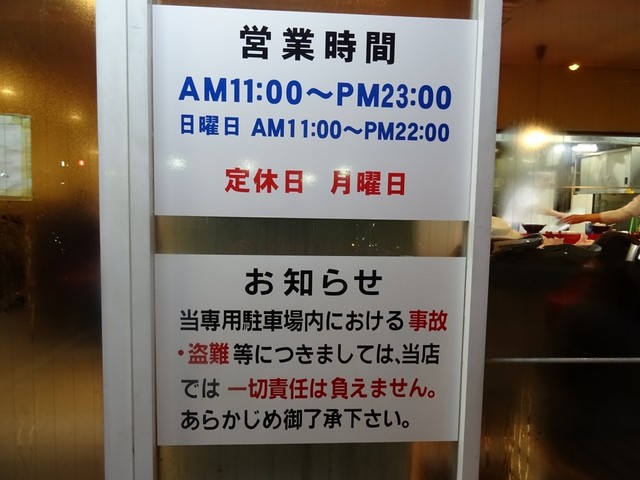 営業時間
AM11:00～PM23:00
日曜日 AM11:00～PM22:00
定休日 月曜日
お知らせ
当専用駐車場内における事故
・盗難等につきましては、当店
では一切責任は負えません。
あらかじめ御了承下さい。